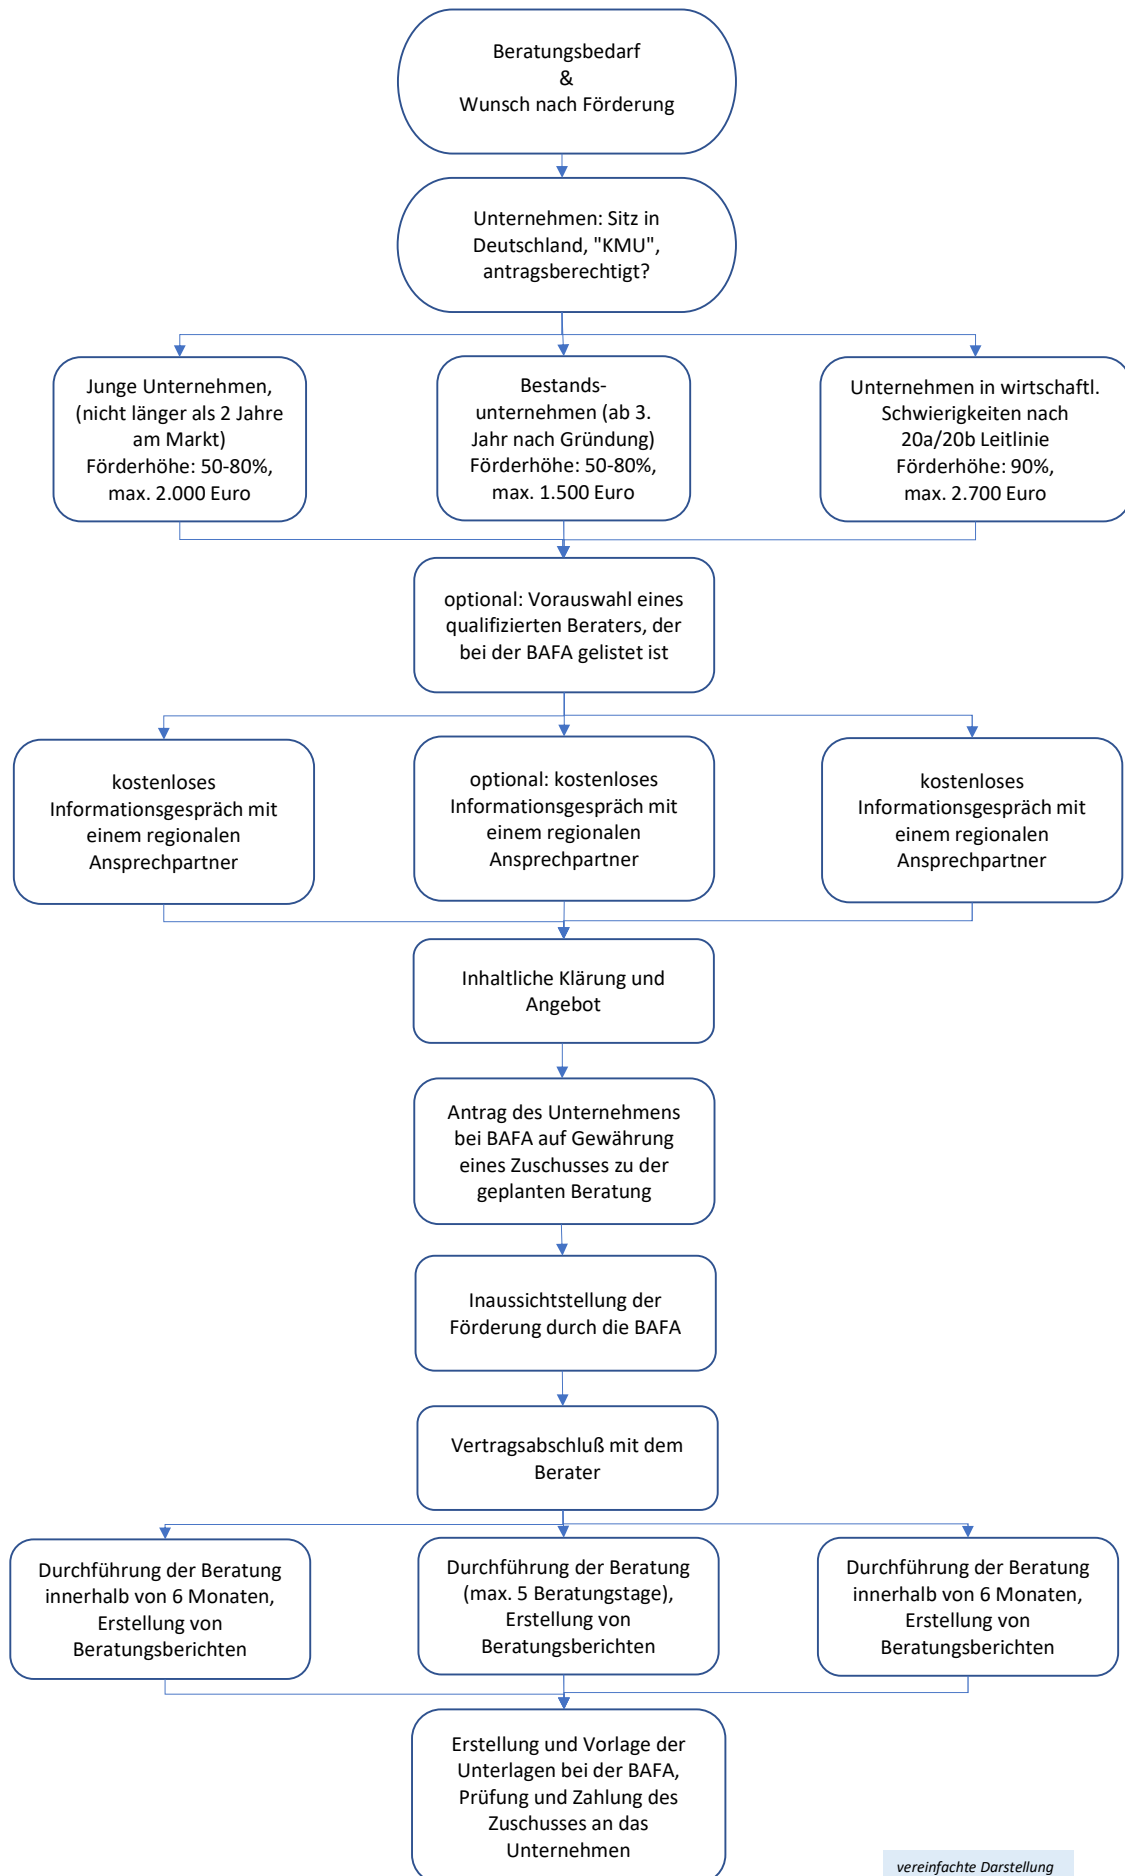 Beratungsbedarf
&
Wunsch nach Förderung
Unternehmen: Sitz in
Deutschland, "KMU",
antragsberechtigt?
Junge Unternehmen,
(nicht länger als 2 Jahre
am Markt)
Förderhöhe: 50-80%,
max. 2.000 Euro
Bestands-
unternehmen (ab 3.
Jahr nach Gründung)
Förderhöhe: 50-80%,
max. 1.500 Euro
Unternehmen in wirtschaftl.
Schwierigkeiten nach
20a/20b Leitlinie
Förderhöhe: 90%,
max. 2.700 Euro
optional: Vorauswahl eines
qualifizierten Beraters, der
bei der BAFA gelistet ist
kostenloses
Informationsgespräch mit
einem regionalen
Ansprechpartner
optional: kostenloses
Informationsgespräch mit
einem regionalen
Ansprechpartner
kostenloses
Informationsgespräch mit
einem regionalen
Ansprechpartner
Inhaltliche Klärung und
Angebot
Antrag des Unternehmens
bei BAFA auf Gewährung
eines Zuschusses zu der
geplanten Beratung
Inaussichtstellung der
Förderung durch die BAFA
Vertragsabschluß mit dem
Berater
Durchführung der Beratung
innerhalb von 6 Monaten,
Erstellung von
Beratungsberichten
Durchführung der Beratung
(max. 5 Beratungstage),
Erstellung von
Beratungsberichten
Durchführung der Beratung
innerhalb von 6 Monaten,
Erstellung von
Beratungsberichten
Erstellung und Vorlage der
Unterlagen bei der BAFA,
Prüfung und Zahlung des
Zuschusses an das
Unternehmen
vereinfachte Darstellung